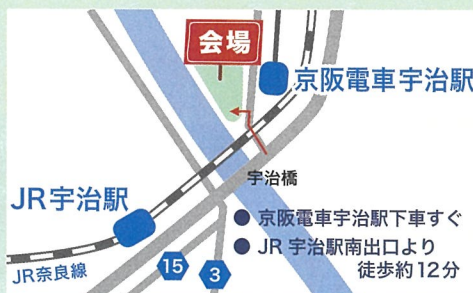 会場
京阪電車宇治駅
宇治橋
JR宇治駅
● 京阪電車宇治駅下車すぐ
● JR 宇治駅南出口より
徒歩約12分
JR奈良線
15
3